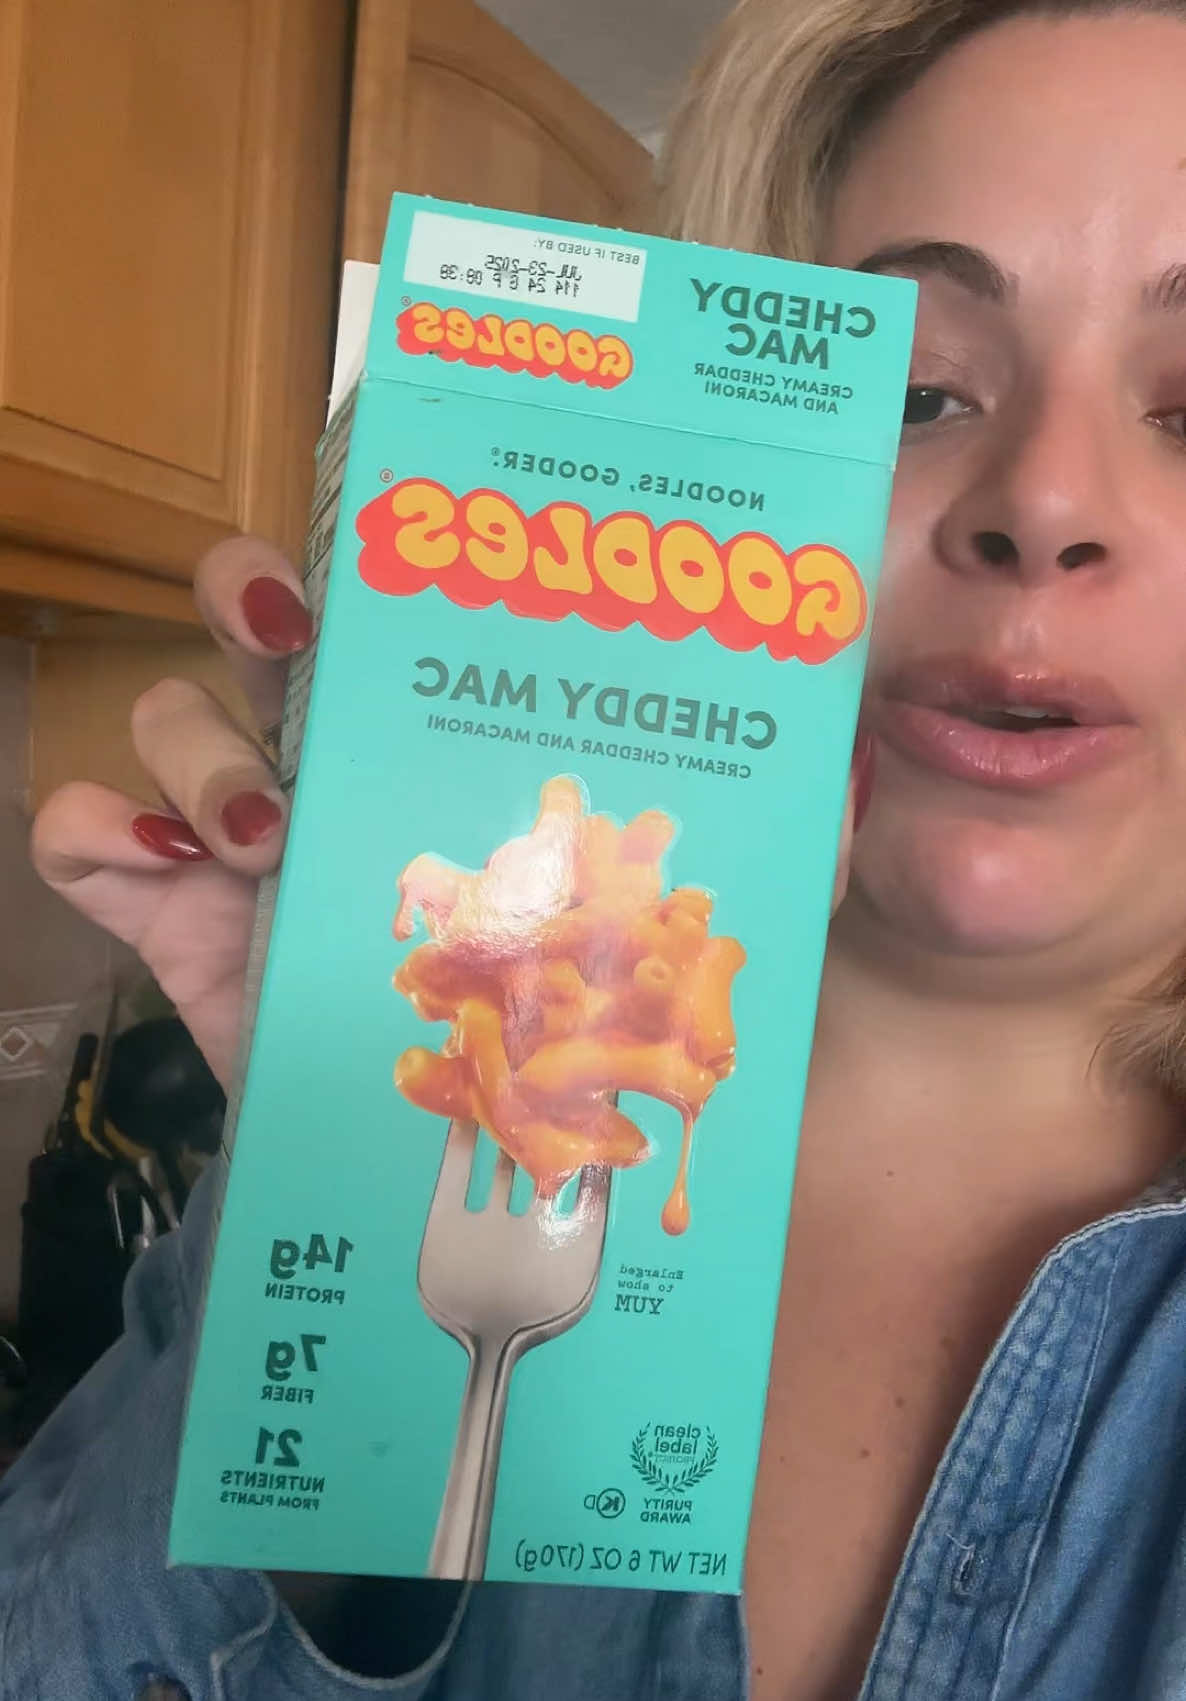 BEST IF USED BY:
JUL-23-2025
114 24 6 P 08:38
GOODLES®
CHEDDY
MAC
CREAMY CHEDDAR
AND MACARONI
NOODLES, GOODER.®
GOODLES®
CHEDDY MAC
CREAMY CHEDDAR AND MACARONI
14g
PROTEIN
7g
FIBER
21
NUTRIENTS
FROM PLANTS
Enlarged
to show
YUM
clean
label
PROJECT®
PURITY
AWARD
K D
NET WT 6 OZ (170g)